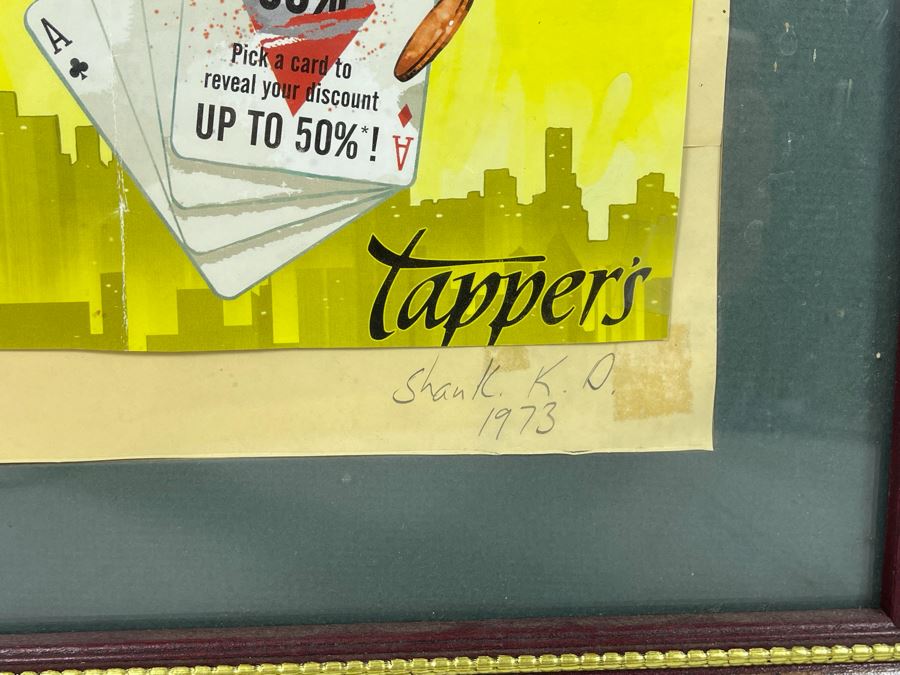 A
Pick a card to
reveal your discount
UP TO 50%*!
A
Tapper's
Shank. K. D.
1973